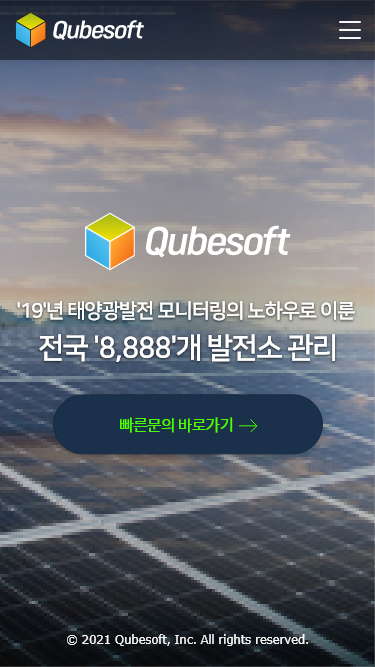 Qubesoft
Qubesoft
'19'년 태양광발전 모니터링의 노하우로 이룬
전국 '8,888'개 발전소 관리
빠른문의 바로가기 →
© 2021 Qubesoft, Inc. All rights reserved.